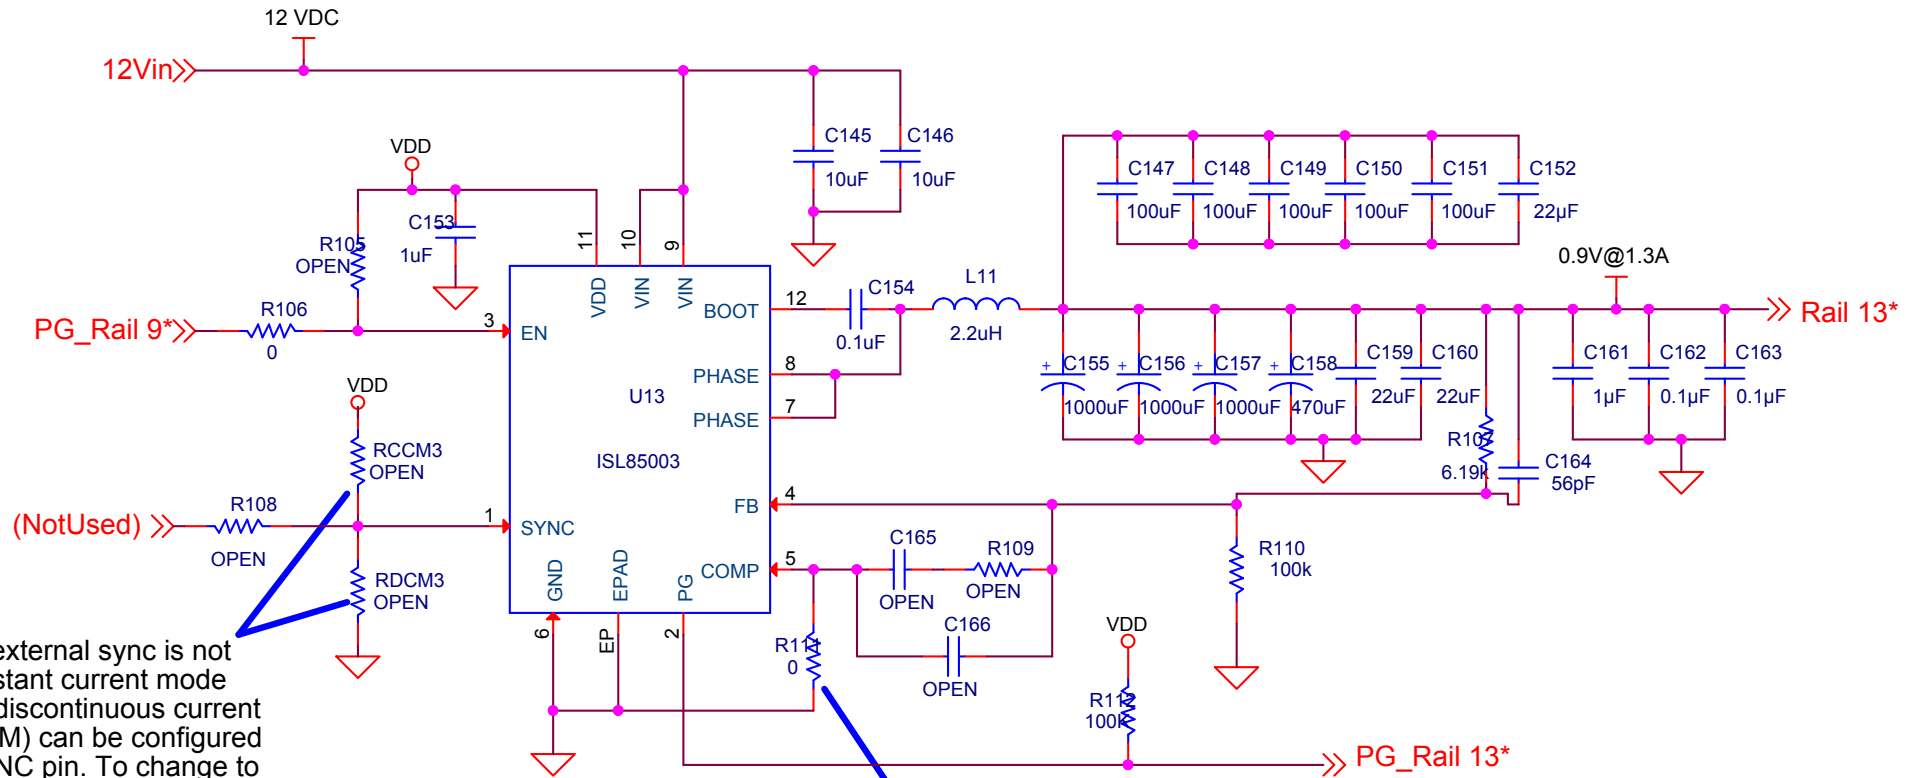 12 VDC
12Vin
VDD
C145
10uF
C146
10uF
C147
100uF
C148
100uF
C149
100uF
C150
100uF
C151
100uF
C152
22µF
R105
OPEN
C153
1uF
11
10
9
VDD
VIN
VIN
0.9V@1.3A
PG_Rail 9*
R106
0
3
EN
BOOT
12
C154
0.1uF
L11
2.2uH
Rail 13*
PHASE
8
PHASE
7
U13
ISL85003
C155
1000uF
C156
1000uF
C157
1000uF
C158
470uF
C159
22uF
C160
22uF
C161
1µF
C162
0.1µF
C163
0.1µF
VDD
RCCM3
OPEN
R107
6.19k
C164
56pF
(NotUsed)
R108
OPEN
1
SYNC
FB
4
RDCM3
OPEN
COMP
5
C165
OPEN
R109
OPEN
R110
100k
GND
EPAD
PG
6
EP
2
C166
OPEN
R111
0
VDD
R112
100k
PG_Rail 13*
external sync is not
stant current mode
discontinuous current
M) can be configured
NC pin. To change to